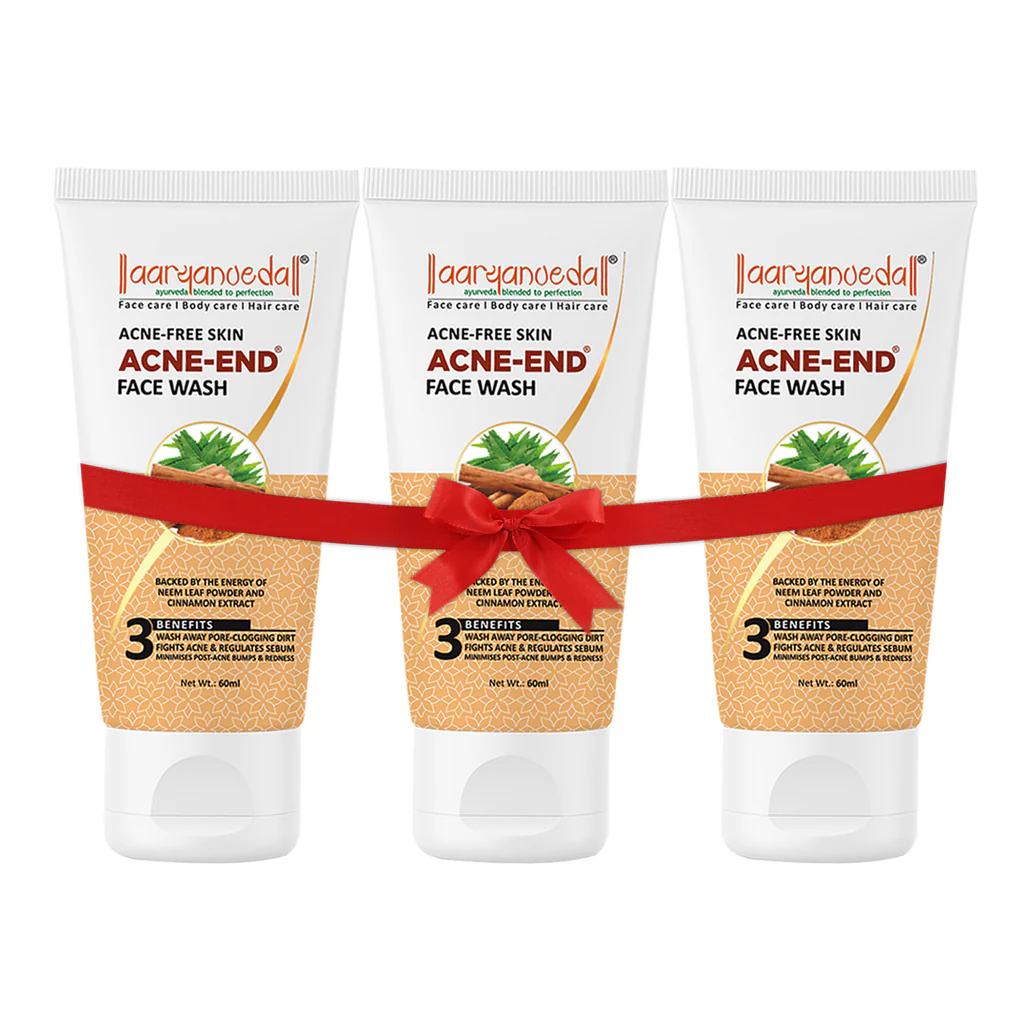 ||aaryanveda||®
ayurveda blended to perfection
Face care I Body care I Hair care
ACNE-FREE SKIN
ACNE-END®
FACE WASH
BACKED BY THE ENERGY OF
NEEM LEAF POWDER AND
CINNAMON EXTRACT
3 BENEFITS
WASH AWAY PORE-CLOGGING DIRT
FIGHTS ACNE & REGULATES SEBUM
MINIMISES POST-ACNE BUMPS & REDNESS
Net Wt.: 60ml
||aaryanveda||®
ayurveda blended to perfection
Face care I Body care I Hair care
ACNE-FREE SKIN
ACNE-END®
FACE WASH
BY THE
NEEM LEAF POWDER
CINNAMON EXTRACT
3 BENEFITS
WASH AWAY PORE-CLOGGING DIRT
FIGHTS ACNE & REGULATES SEBUM
MINIMISES POST-ACNE BUMPS & REDNESS
Net Wt.: 60ml
||aaryanveda||®
ayurveda blended to perfection
Face care I Body care I Hair care
ACNE-FREE SKIN
ACNE-END®
FACE WASH
BACKED BY THE ENERGY OF
NEEM LEAF POWDER AND
CINNAMON EXTRACT
3 BENEFITS
WASH AWAY PORE-CLOGGING DIRT
FIGHTS ACNE & REGULATES SEBUM
MINIMISES POST-ACNE BUMPS & REDNESS
Net Wt.: 60ml